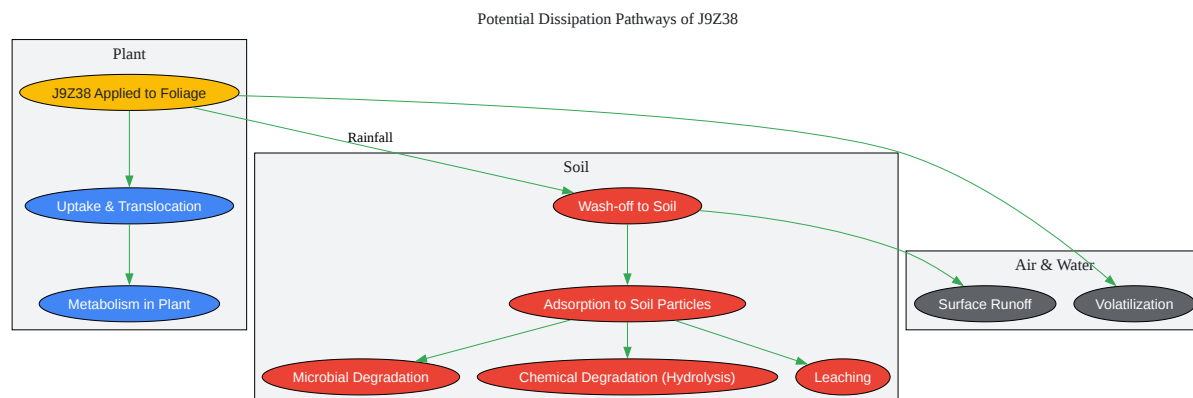 Potential Dissipation Pathways of J9Z38
Plant
J9Z38 Applied to Foliage
Rainfall
Soil
Uptake & Translocation
Wash-off to Soil
Air & Water
Metabolism in Plant
Adsorption to Soil Particles
Surface Runoff
Volatilization
Microbial Degradation
Chemical Degradation (Hydrolysis)
Leaching